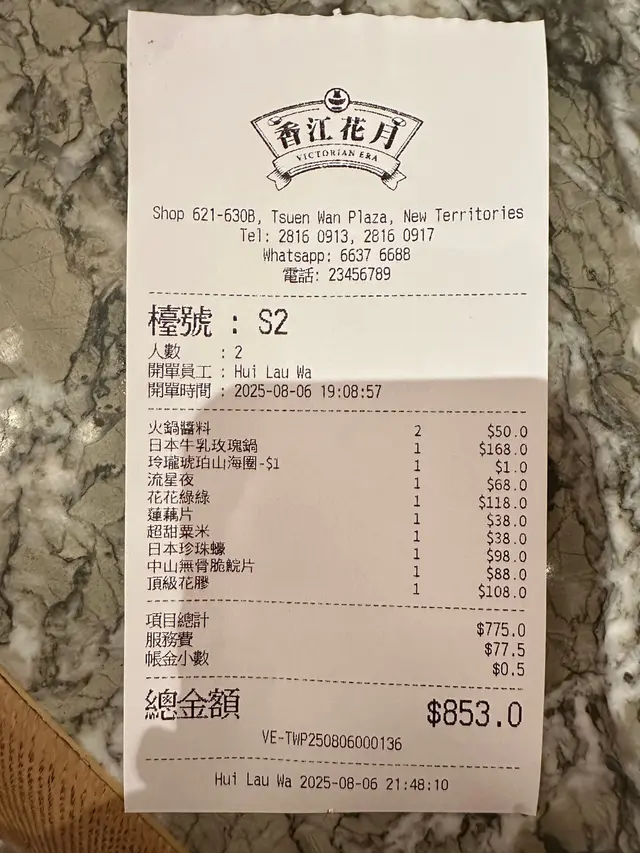 香江花月
VICTORIAN ERA
Shop 621-630B, Tsuen Wan Plaza, New Territories
Tel: 2816 0913, 2816 0917
Whatsapp: 6637 6688
電話: 23456789
檯號 : S2
人數 : 2
開單員工 : Hui Lau Wa
開單時間 : 2025-08-06 19:08:57
火鍋醬料 2 $50.0
日本牛乳玫瑰鍋 1 $168.0
玲瓏琥珀山海圈-$1 1 $1.0
流星夜 1 $68.0
花花綠綠 1 $118.0
蓮藕片 1 $38.0
超甜粟米 1 $38.0
日本珍珠蠔 1 $98.0
中山無骨脆鯇片 1 $88.0
頂級花膠 1 $108.0
項目總計 $775.0
服務費 $77.5
帳金小數 $0.5
總金額 $853.0
VE-TWP250806000136
Hui Lau Wa 2025-08-06 21:48:10